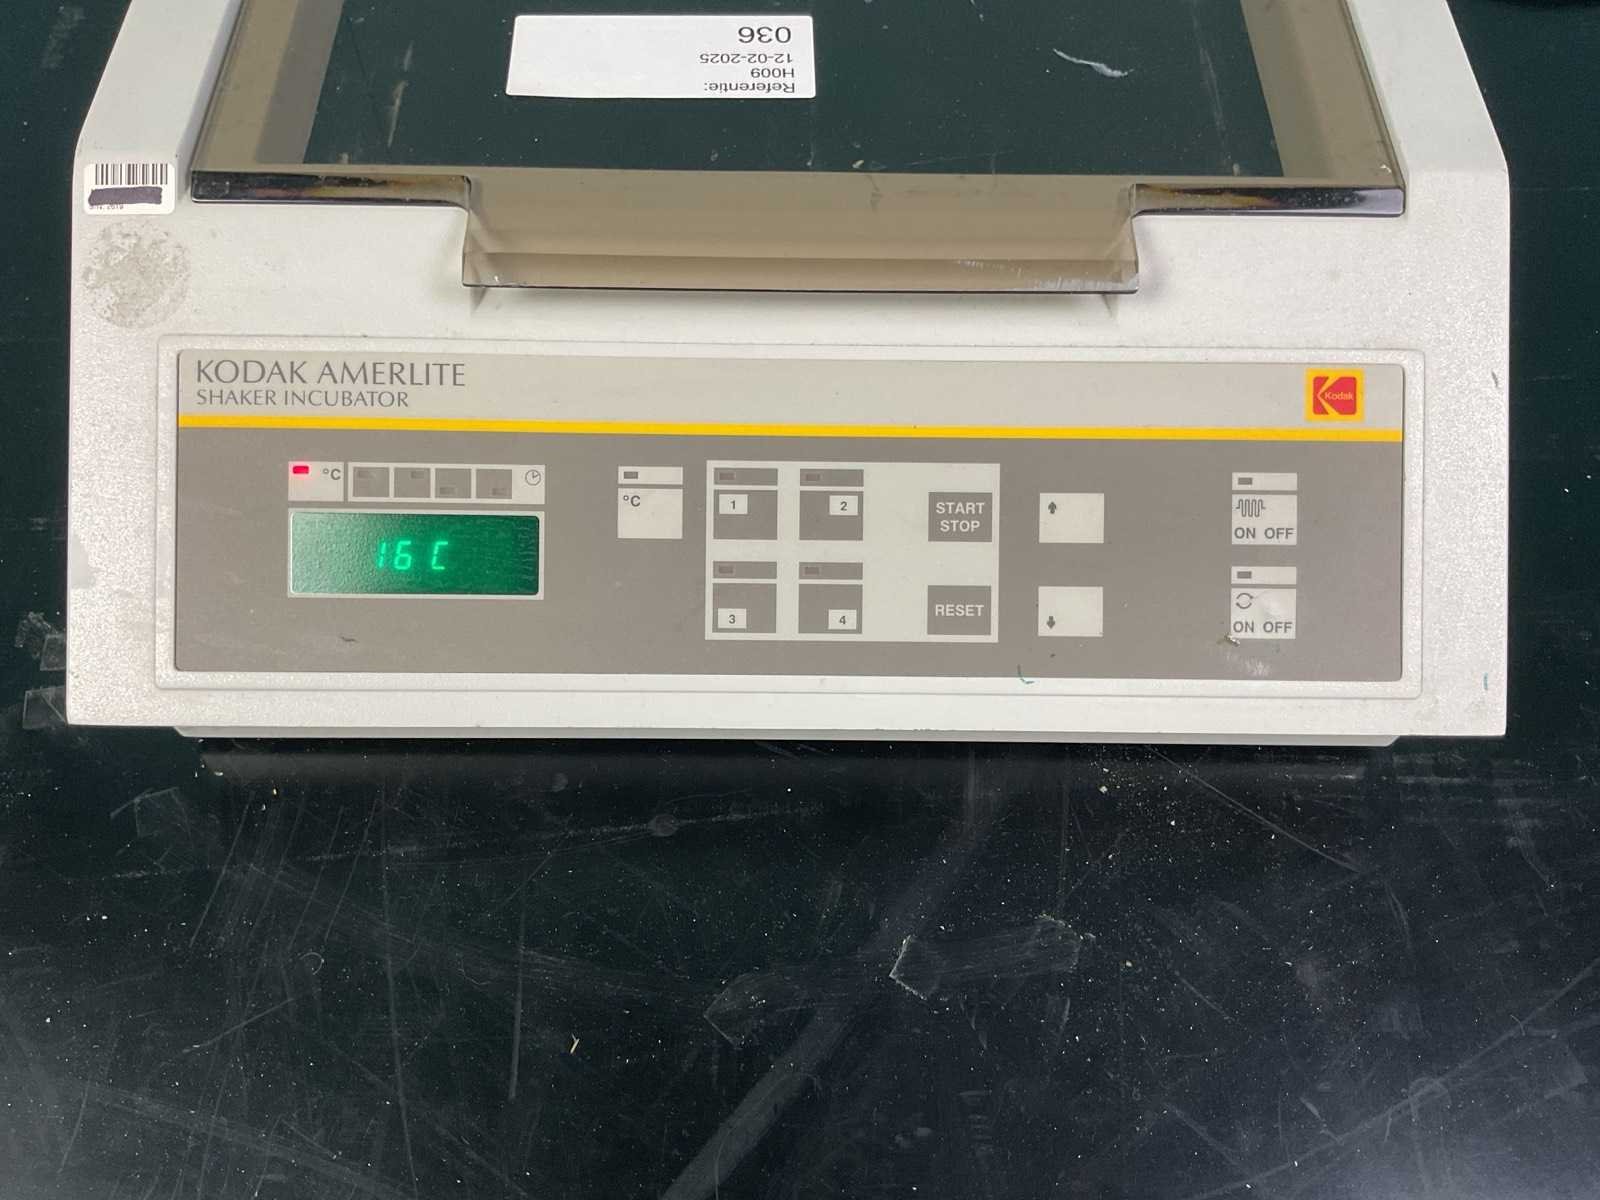 Referentie:
H009
12-02-2025
036
KODAK AMERLITE
SHAKER INCUBATOR
Kodak
°C
16 C
°C
1
2
START
STOP
ON OFF
3
4
RESET
ON OFF